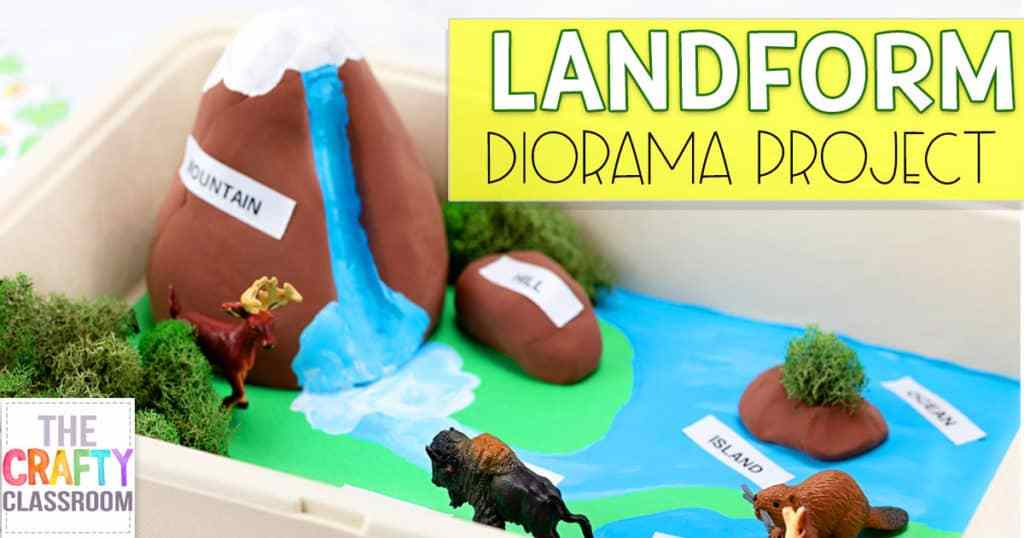 LANDFORM
DIORAMA PROJECT
MOUNTAIN
HILL
OCEAN
ISLAND
THE
CRAFTY
CLASSROOM